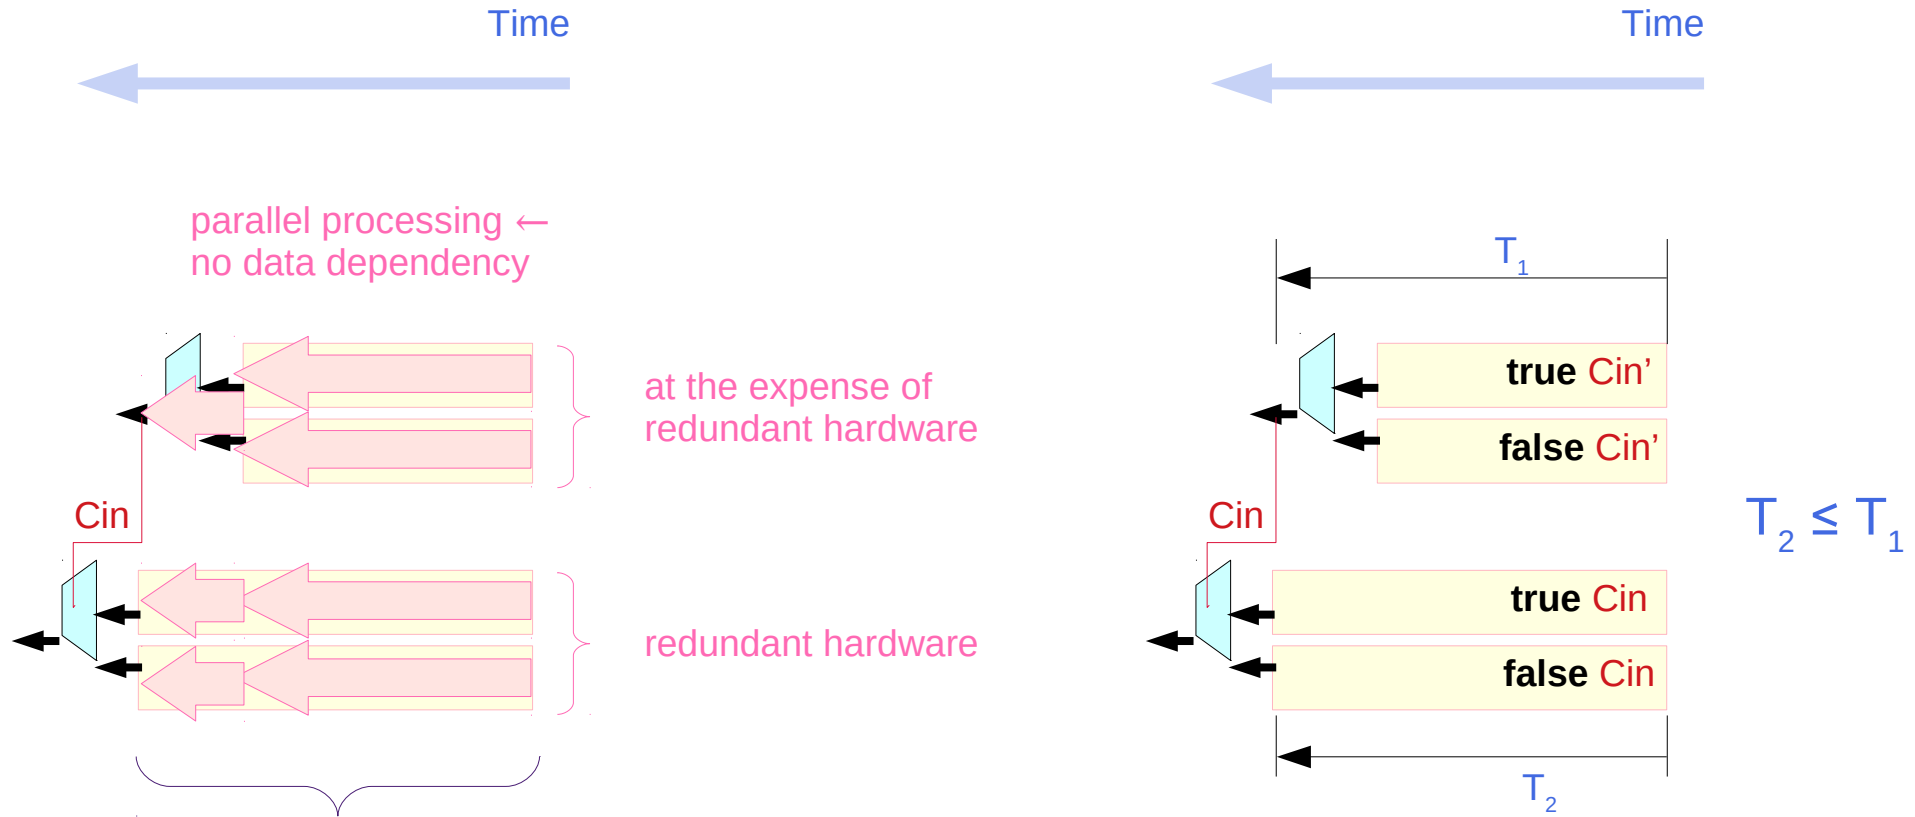 Time
parallel processing ←
no data dependency
at the expense of
redundant hardware
Cin
redundant hardware
Time
T1
true Cin’
false Cin’
Cin
T2 ≤ T1
true Cin
false Cin
T2